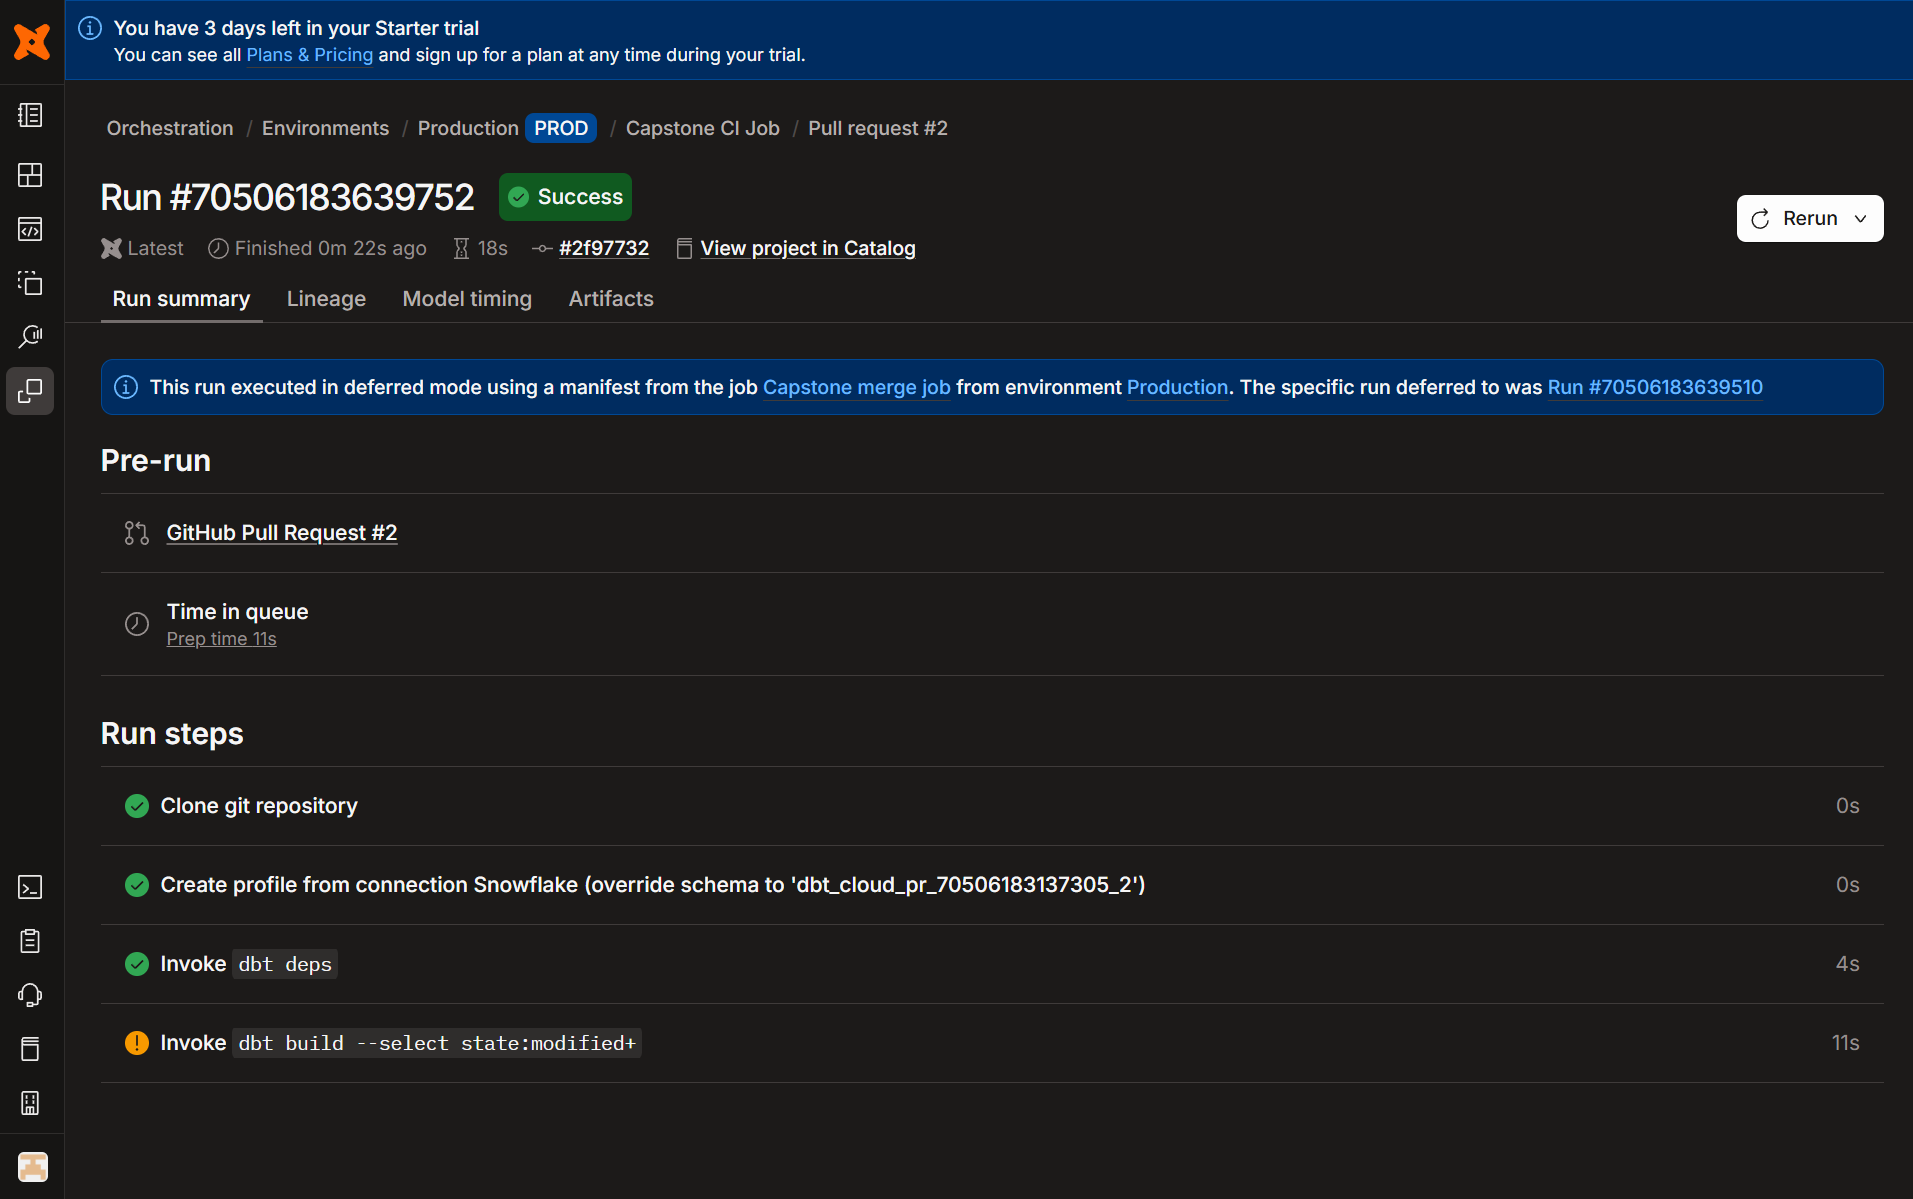 You have 3 days left in your Starter trial
You can see all Plans & Pricing and sign up for a plan at any time during your trial.
Orchestration / Environments / Production PROD / Capstone CI Job / Pull request #2
Run #70506183639752 Success
Rerun
Latest Finished 0m 22s ago 18s #2f97732 View project in Catalog
Run summary Lineage Model timing Artifacts
This run executed in deferred mode using a manifest from the job Capstone merge job from environment Production. The specific run deferred to was Run #70506183639510
Pre-run
GitHub Pull Request #2
Time in queue
Prep time 11s
Run steps
Clone git repository 0s
Create profile from connection Snowflake (override schema to 'dbt_cloud_pr_70506183137305_2') 0s
Invoke dbt deps 4s
Invoke dbt build --select state:modified+ 11s